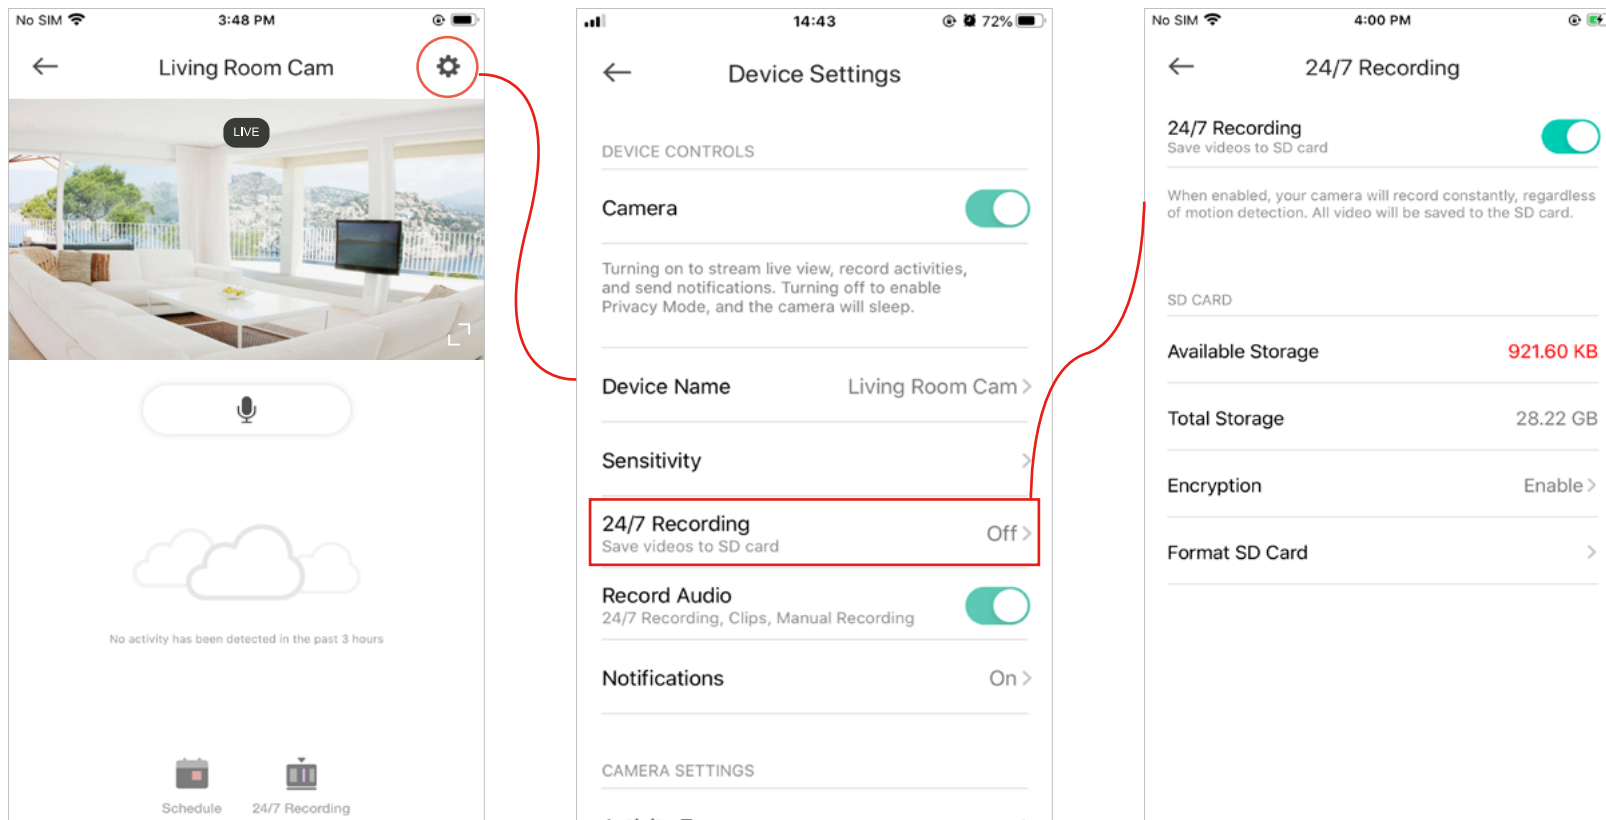 No SIM
3:48 PM
Living Room Cam
LIVE
No activity has been detected in the past 3 hours
Schedule
24/7 Recording
14:43
72%
Device Settings
DEVICE CONTROLS
Camera
Turning on to stream live view, record activities,
and send notifications. Turning off to enable
Privacy Mode, and the camera will sleep.
Device Name
Living Room Cam
Sensitivity
24/7 Recording
Off
Save videos to SD card
Record Audio
24/7 Recording, Clips, Manual Recording
Notifications
On
CAMERA SETTINGS
No SIM
4:00 PM
24/7 Recording
24/7 Recording
Save videos to SD card
When enabled, your camera will record constantly, regardless
of motion detection. All video will be saved to the SD card.
SD CARD
Available Storage
921.60 KB
Total Storage
28.22 GB
Encryption
Enable
Format SD Card